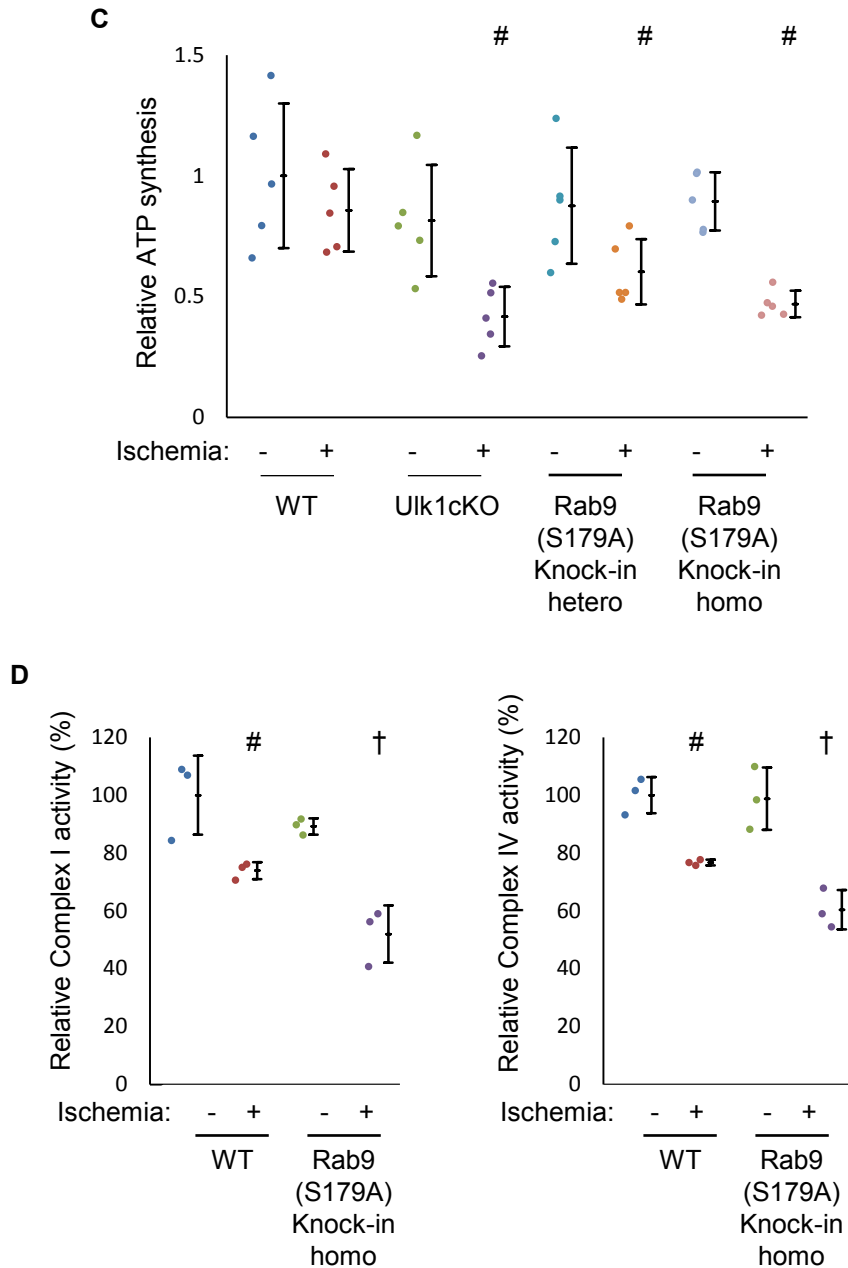 C
# # #
Relative ATP synthesis
1.5
1
0.5
0
Ischemia: - + - + - + - +
WT Ulk1cKO Rab9 Rab9
(S179A) (S179A)
Knock-in Knock-in
hetero homo
D
Relative Complex I activity (%)
120
100
80
60
40
20
0
# †
Ischemia: - + - +
WT Rab9
(S179A)
Knock-in
homo
Relative Complex IV activity (%)
120
100
80
60
40
20
0
# †
Ischemia: - + - +
WT Rab9
(S179A)
Knock-in
homo